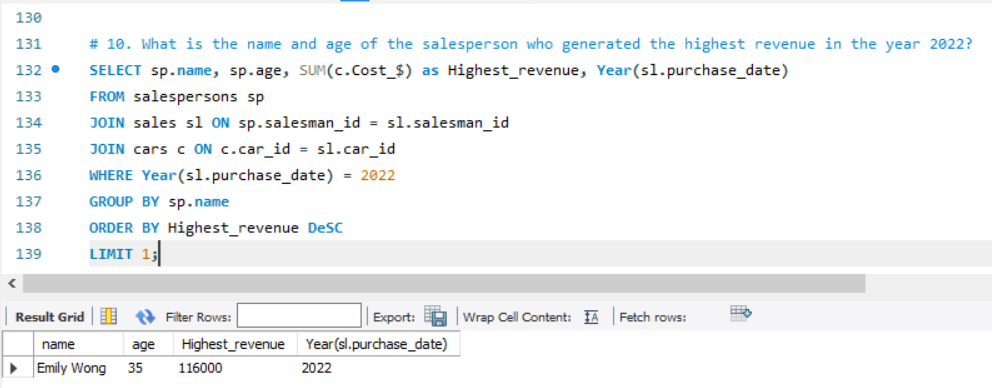 130
131 # 10. What is the name and age of the salesperson who generated the highest revenue in the year 2022?
132 SELECT sp.name, sp.age, SUM(c.Cost_$) as Highest_revenue, Year(sl.purchase_date)
133 FROM salespersons sp
134 JOIN sales sl ON sp.salesman_id = sl.salesman_id
135 JOIN cars c ON c.car_id = sl.car_id
136 WHERE Year(sl.purchase_date) = 2022
137 GROUP BY sp.name
138 ORDER BY Highest_revenue DeSC
139 LIMIT 1;
Result Grid Filter Rows: Export: Wrap Cell Content: Fetch rows:
name age Highest_revenue Year(sl.purchase_date)
Emily Wong 35 116000 2022